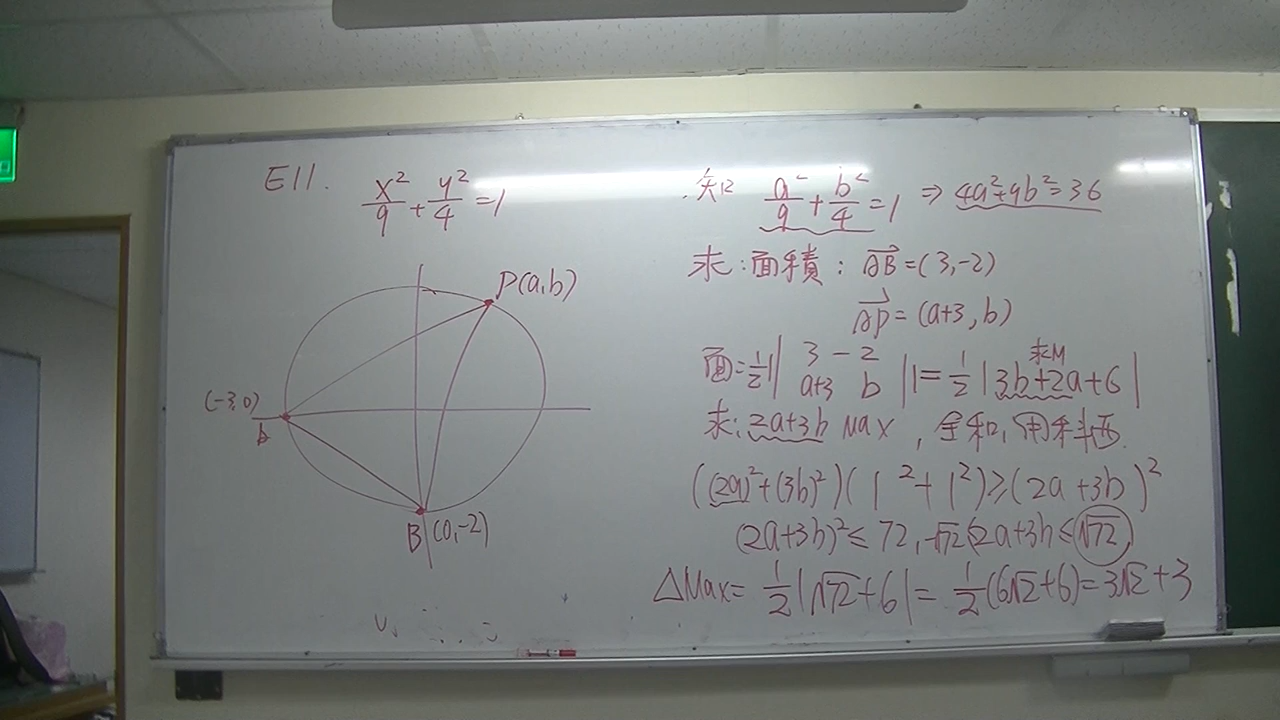 E11. x²/9 + y²/4 = 1
P(a,b)
(-3,0)
A
B(0,-2)
知 a²/9 + b²/4 = 1 ⇒ 4a²+9b²=36
求:面積: AB=(3,-2)
AP=(a+3,b)
面=½||3 -2
a+3 b||=½|3b+2a+6|
求M
求:2a+3b Max, 平和,用科西
((2a)²+(3b)²)(1²+1²)≥(2a+3b)²
(2a+3b)²≤72, -√72≤2a+3b≤√72
△Max=½|√72+6|=½(6√2+6)=3√2+3